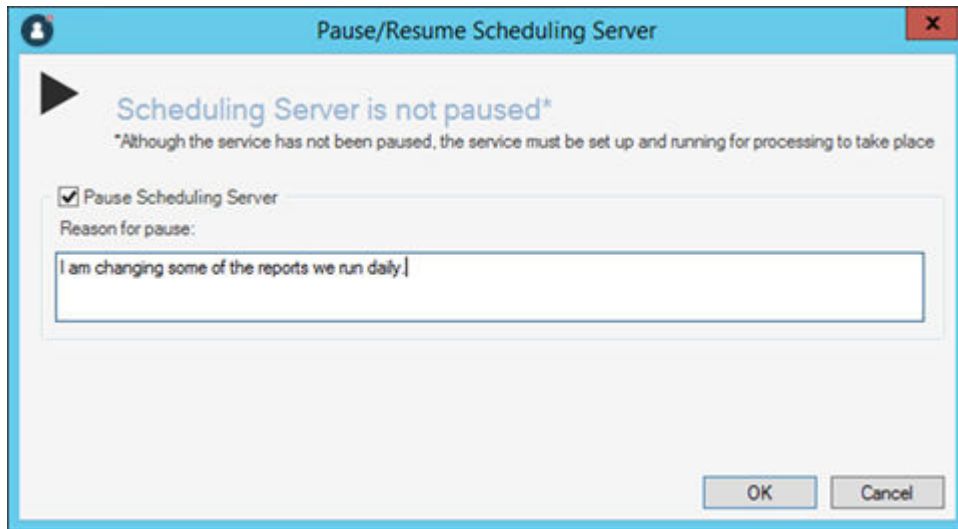 Pause/Resume Scheduling Server
Scheduling Server is not paused*
*Although the service has not been paused, the service must be set up and running for processing to take place
Pause Scheduling Server
Reason for pause:
I am changing some of the reports we run daily.
OK
Cancel